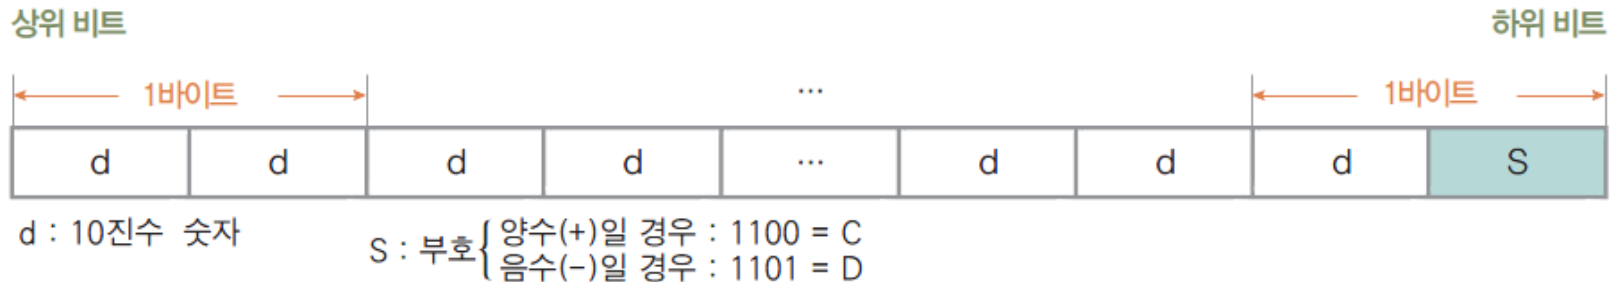 상위 비트 하위 비트
1바이트 ... 1바이트
d d d d ... d d d S
d : 10진수 숫자
S : 부호
양수(+)일 경우 : 1100 = C
음수(-)일 경우 : 1101 = D